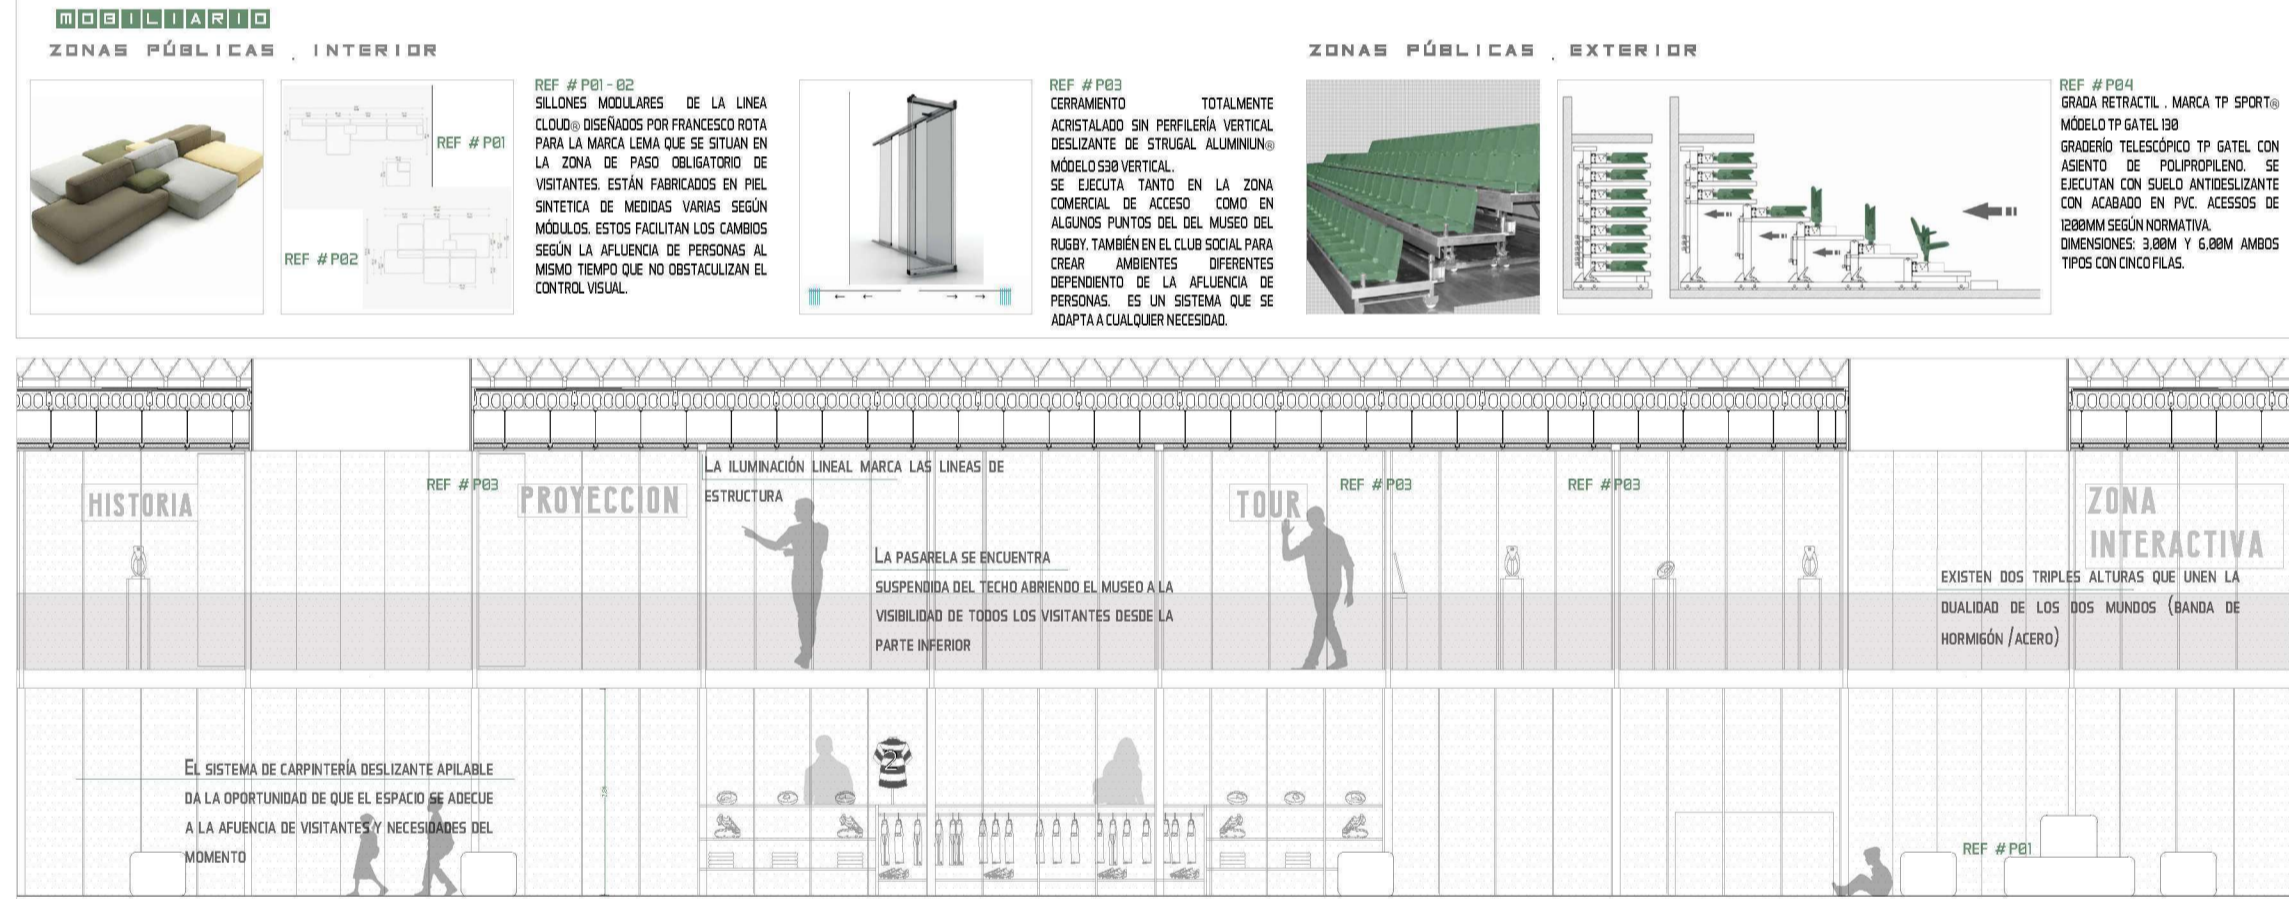 MOBILIARIO
ZONAS PÚBLICAS . INTERIOR
REF #P01
REF #P02
REF #P01-02
SILLONES MODULARES DE LA LINEA
CLOUD® DISEÑADOS POR FRANCESCO ROTA
PARA LA MARCA LEMA QUE SE SITUAN EN
LA ZONA DE PASO OBLIGATORIO DE
VISITANTES. ESTÁN FABRICADOS EN PIEL
SINTETICA DE MEDIDAS VARIAS SEGÚN
MÓDULOS. ESTOS FACILITAN LOS CAMBIOS
SEGÚN LA AFLUENCIA DE PERSONAS AL
MISMO TIEMPO QUE NO OBSTACULIZAN EL
CONTROL VISUAL.
REF #P03
CERRAMIENTO TOTALMENTE
ACRISTALADO SIN PERFILERÍA VERTICAL
DESLIZANTE DE STRUGAL ALUMINIUN®
MÓDELO S30 VERTICAL.
SE EJECUTA TANTO EN LA ZONA
COMERCIAL DE ACCESO COMO EN
ALGUNOS PUNTOS DEL DEL MUSEO DEL
RUGBY. TAMBIÉN EN EL CLUB SOCIAL PARA
CREAR AMBIENTES DIFERENTES
DEPENDIENTO DE LA AFLUENCIA DE
PERSONAS. ES UN SISTEMA QUE SE
ADAPTA A CUALQUIER NECESIDAD.
ZONAS PÚBLICAS . EXTERIOR
REF #P04
GRADA RETRACTIL . MARCA TP SPORT®
MÓDELO TP GATEL 130
GRADERÍO TELESCÓPICO TP GATEL CON
ASIENTO DE POLIPROPILENO. SE
EJECUTAN CON SUELO ANTIDESLIZANTE
CON ACABADO EN PVC. ACESSOS DE
1200MM SEGÚN NORMATIVA.
DIMENSIONES: 3,00M Y 6,00M AMBOS
TIPOS CON CINCO FILAS.
HISTORIA
REF #P03
PROYECCION
LA ILUMINACIÓN LINEAL MARCA LAS LINEAS DE
ESTRUCTURA
LA PASARELA SE ENCUENTRA
SUSPENDIDA DEL TECHO ABRIENDO EL MUSEO A LA
VISIBILIDAD DE TODOS LOS VISITANTES DESDE LA
PARTE INFERIOR
TOUR
REF #P03
REF #P03
ZONA
INTERACTIVA
EXISTEN DOS TRIPLES ALTURAS QUE UNEN LA
DUALIDAD DE LOS DOS MUNDOS (BANDA DE
HORMIGÓN /ACERO)
EL SISTEMA DE CARPINTERÍA DESLIZANTE APILABLE
DA LA OPORTUNIDAD DE QUE EL ESPACIO SE ADECUE
A LA AFUENCIA DE VISITANTES Y NECESIDADES DEL
MOMENTO
2
REF #P01